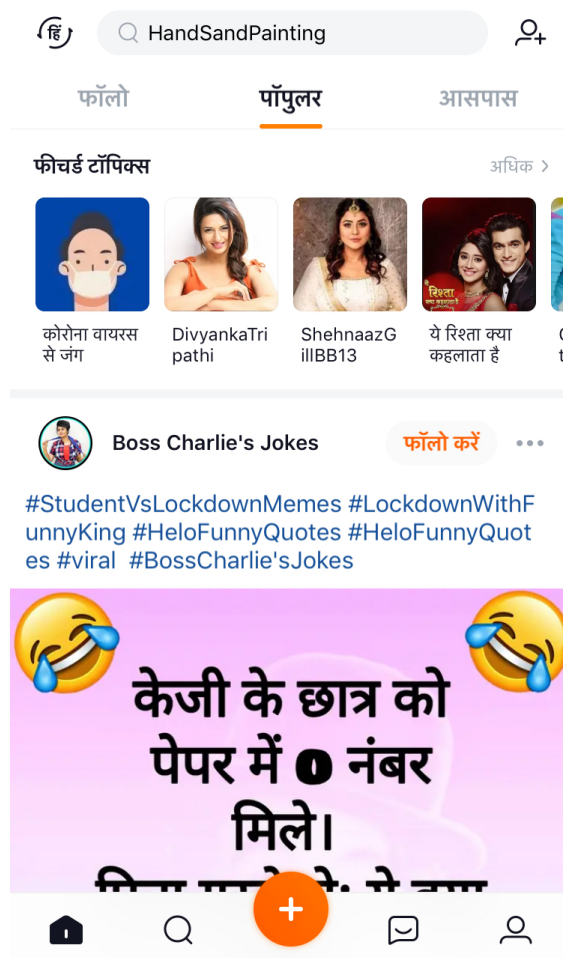 हिं
HandSandPainting
फॉलो
पॉपुलर
आसपास
फीचर्ड टॉपिक्स
अधिक
रिश्ता
कोरोना वायरस
से जंग
DivyankaTri
pathi
ShehnaazG
illBB13
ये रिश्ता क्या
कहलाता है
Boss Charlie's Jokes
फॉलो करें
#StudentVsLockdownMemes #LockdownWithF
unnyKing #HeloFunnyQuotes #HeloFunnyQuot
es #viral #BossCharlie'sJokes
केजी के छात्र को
पेपर में 0 नंबर
मिले।